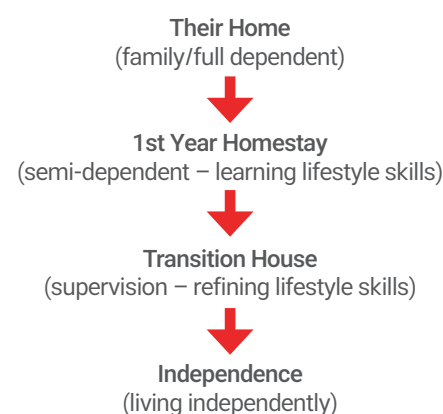 Their Home
(family/full dependent)
1st Year Homestay
(semi-dependent – learning lifestyle skills)
Transition House
(supervision – refining lifestyle skills)
Independence
(living independently)